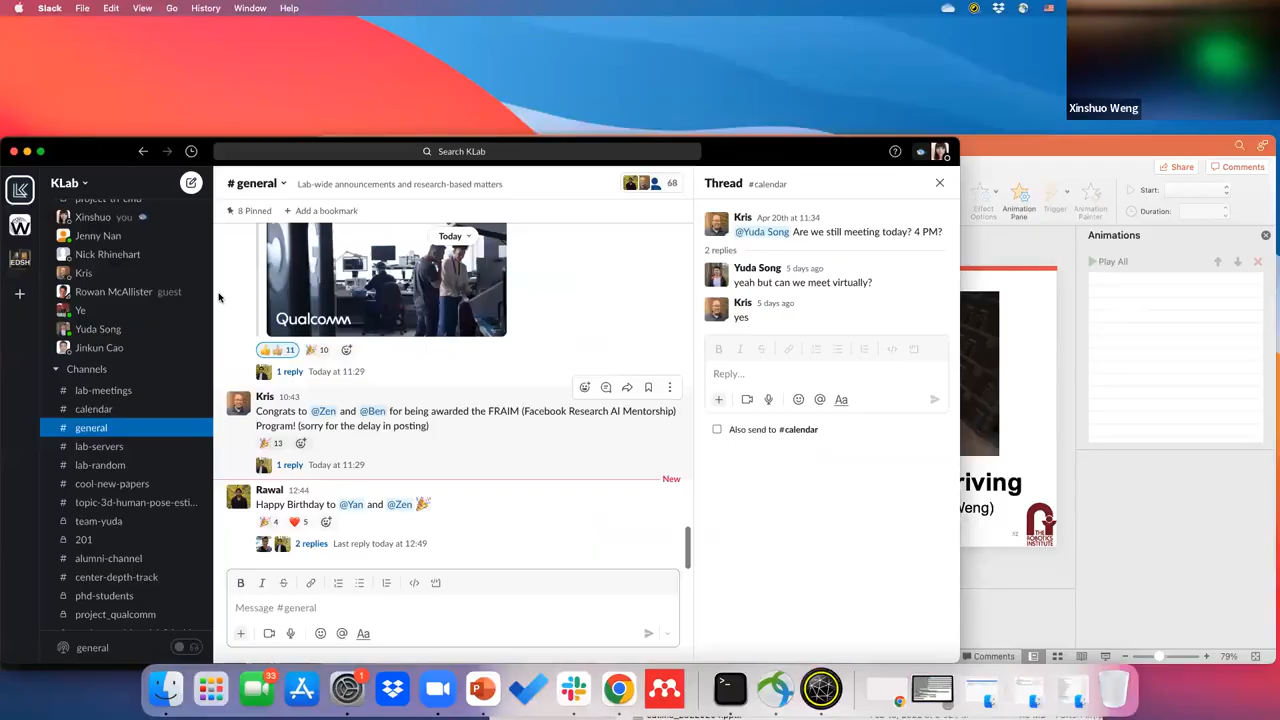 Slack File Edit View Go History Window Help
Xinshuo Weng
Search KLab
KLab
# general
Lab-wide announcements and research-based matters
68
8 Pinned
Add a bookmark
Xinshuo you
Jenny Nan
Nick Rhinehart
Kris
Rowan McAllister guest
Ye
Yuda Song
Jinkun Cao
Channels
# lab-meetings
# calendar
# general
# lab-servers
# lab-random
# cool-new-papers
# topic-3d-human-pose-esti...
team-yuda
201
# alumni-channel
# center-depth-track
phd-students
project_qualcomm
general
Today
Qualcomm
11
10
1 reply Today at 11:29
Kris 10:43
Congrats to @Zen and @Ben for being awarded the FRAIM (Facebook Research AI Mentorship)
Program! (sorry for the delay in posting)
13
1 reply Today at 11:29
New
Rawal 12:44
Happy Birthday to @Yan and @Zen
4
5
2 replies Last reply today at 12:49
B I S
Message #general
Aa
Thread #calendar
Kris Apr 20th at 11:34
@Yuda Song Are we still meeting today? 4 PM?
2 replies
Yuda Song 5 days ago
yeah but can we meet virtually?
Kris 5 days ago
yes
B I S
Reply...
Aa
Also send to #calendar
Share
Comments
Effect
Options
Animation
Pane
Trigger
Animation
Painter
Start:
Duration:
Animations
Play All
riving
Weng)
THE
ROBOTICS
INSTITUTE
Comments
79%
33
1